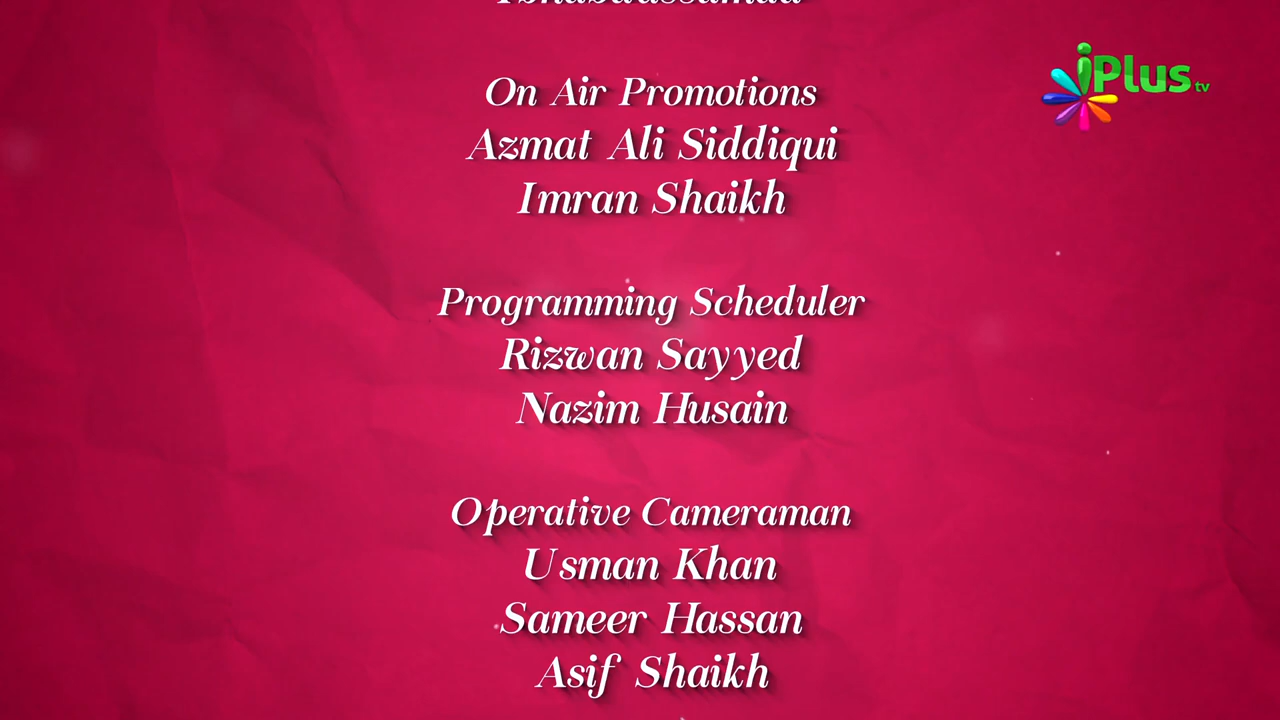 On Air Promotions
Azmat Ali Siddiqui
Imran Shaikh
Programming Scheduler
Rizwan Sayyed
Nazim Husain
Operative Cameraman
Usman Khan
Sameer Hassan
Asif Shaikh
iPlus tv